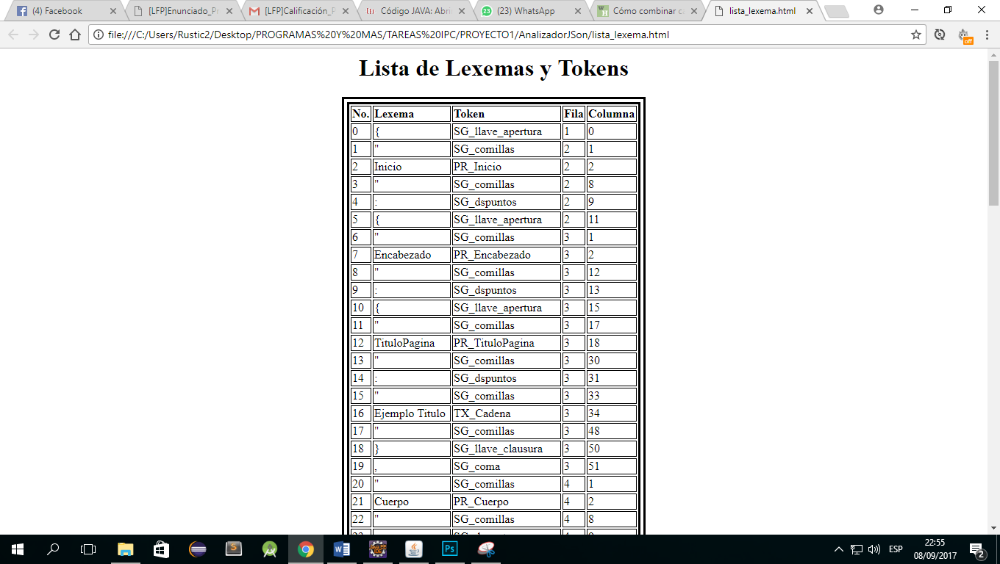 (4) Facebook
[LFP]Enunciado_Pr
[LFP]Calificación_P
Código JAVA: Abri
(23) WhatsApp
Cómo combinar c
lista_lexema.html
file:///C:/Users/Rustic2/Desktop/PROGRAMAS%20Y%20MAS/TAREAS%20IPC/PROYECTO1/AnalizadorJSon/lista_lexema.html
off
Lista de Lexemas y Tokens
No. Lexema Token Fila Columna
0 { SG_llave_apertura 1 0
1 " SG_comillas 2 1
2 Inicio PR_Inicio 2 2
3 " SG_comillas 2 8
4 : SG_dspuntos 2 9
5 { SG_llave_apertura 2 11
6 " SG_comillas 3 1
7 Encabezado PR_Encabezado 3 2
8 " SG_comillas 3 12
9 : SG_dspuntos 3 13
10 { SG_llave_apertura 3 15
11 " SG_comillas 3 17
12 TituloPagina PR_TituloPagina 3 18
13 " SG_comillas 3 30
14 : SG_dspuntos 3 31
15 " SG_comillas 3 33
16 Ejemplo Titulo TX_Cadena 3 34
17 " SG_comillas 3 48
18 } SG_llave_clausura 3 50
19 , SG_coma 3 51
20 " SG_comillas 4 1
21 Cuerpo PR_Cuerpo 4 2
22 " SG_comillas 4 8
ESP
22:55
08/09/2017
2